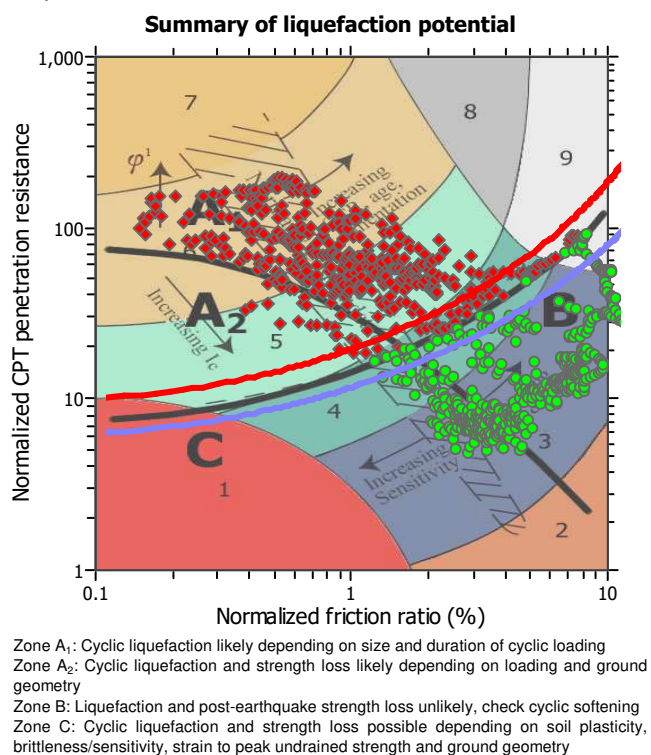 Summary of liquefaction potential
1,000
7
8
φ¹
9
Increasing
age,
100
A
A₂
B
Increasing I_c
5
10
4
C
3
Increasing
Sensitivity
1
2
1
0.1
1
10
Normalized CPT penetration resistance
Normalized friction ratio (%)
Zone A₁: Cyclic liquefaction likely depending on size and duration of cyclic loading
Zone A₂: Cyclic liquefaction and strength loss likely depending on loading and ground
geometry
Zone B: Liquefaction and post-earthquake strength loss unlikely, check cyclic softening
Zone C: Cyclic liquefaction and strength loss possible depending on soil plasticity,
brittleness/sensitivity, strain to peak undrained strength and ground geometry